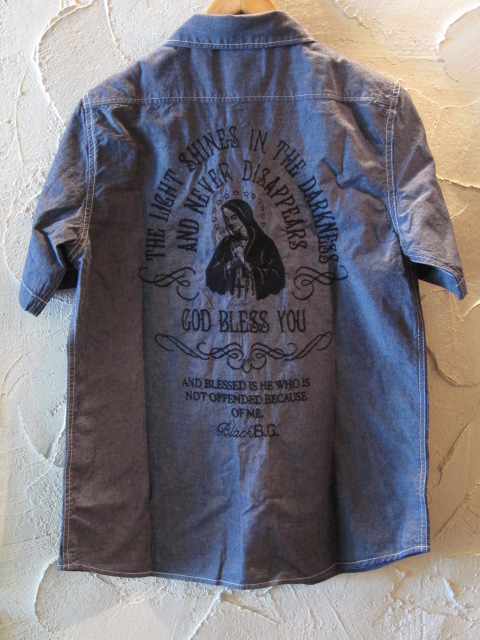 THE LIGHT SHINES IN THE DARKNESS
AND NEVER DISAPPEARS
GOD BLESS YOU
AND BLESSED IS HE WHO IS
NOT OFFENDED BECAUSE
OF ME.
Black B.G.